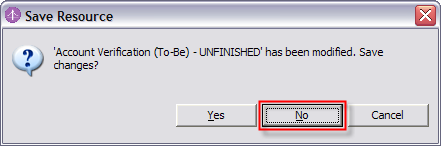 Save Resource
'Account Verification (To-Be) - UNFINISHED' has been modified. Save
changes?
Yes
No
Cancel